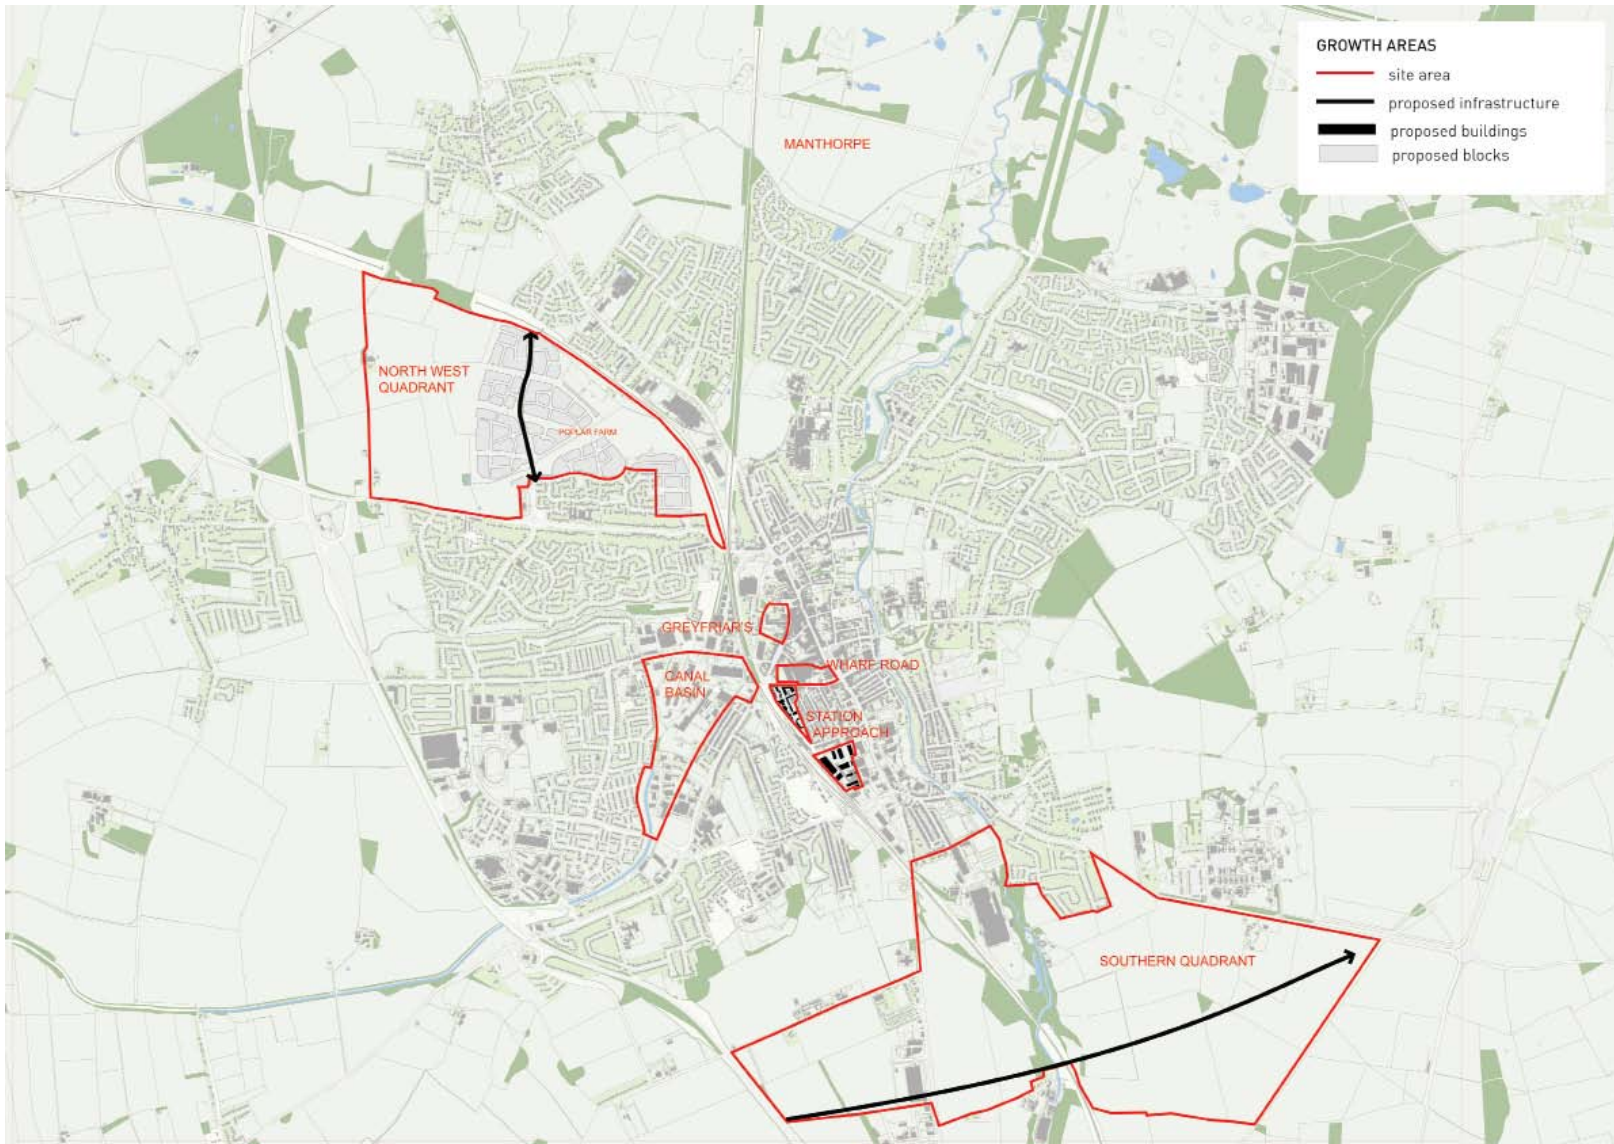 GROWTH AREAS
site area
proposed infrastructure
proposed buildings
proposed blocks
MANTHORPE
NORTH WEST
QUADRANT
POPLAR FARM
GREYFRIAR'S
CANAL
BASIN
WHARF ROAD
STATION
APPROACH
SOUTHERN QUADRANT